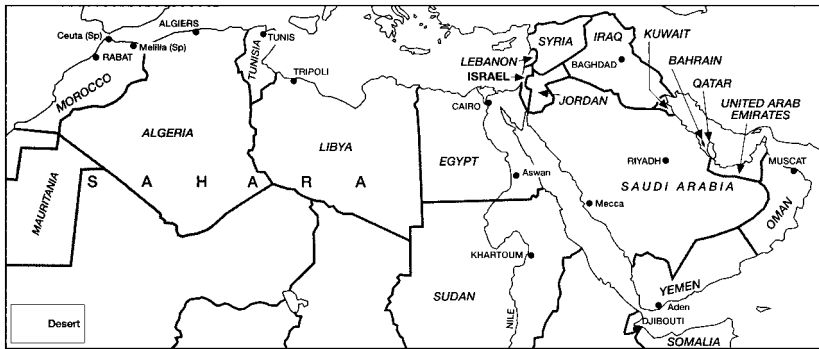 ALGIERS
Ceuta (Sp)
Melilla (Sp)
RABAT
TUNIS
TUNISIA
TRIPOLI
MOROCCO
ALGERIA
LIBYA
EGYPT
CAIRO
Aswan
SAHARA
MAURITANIA
SUDAN
KHARTOUM
NILE
SYRIA
IRAQ
LEBANON
ISRAEL
BAGHDAD
JORDAN
KUWAIT
BAHRAIN
QATAR
UNITED ARAB
EMIRATES
RIYADH
SAUDI ARABIA
Mecca
MUSCAT
OMAN
YEMEN
Aden
DJIBOUTI
SOMALIA
Desert